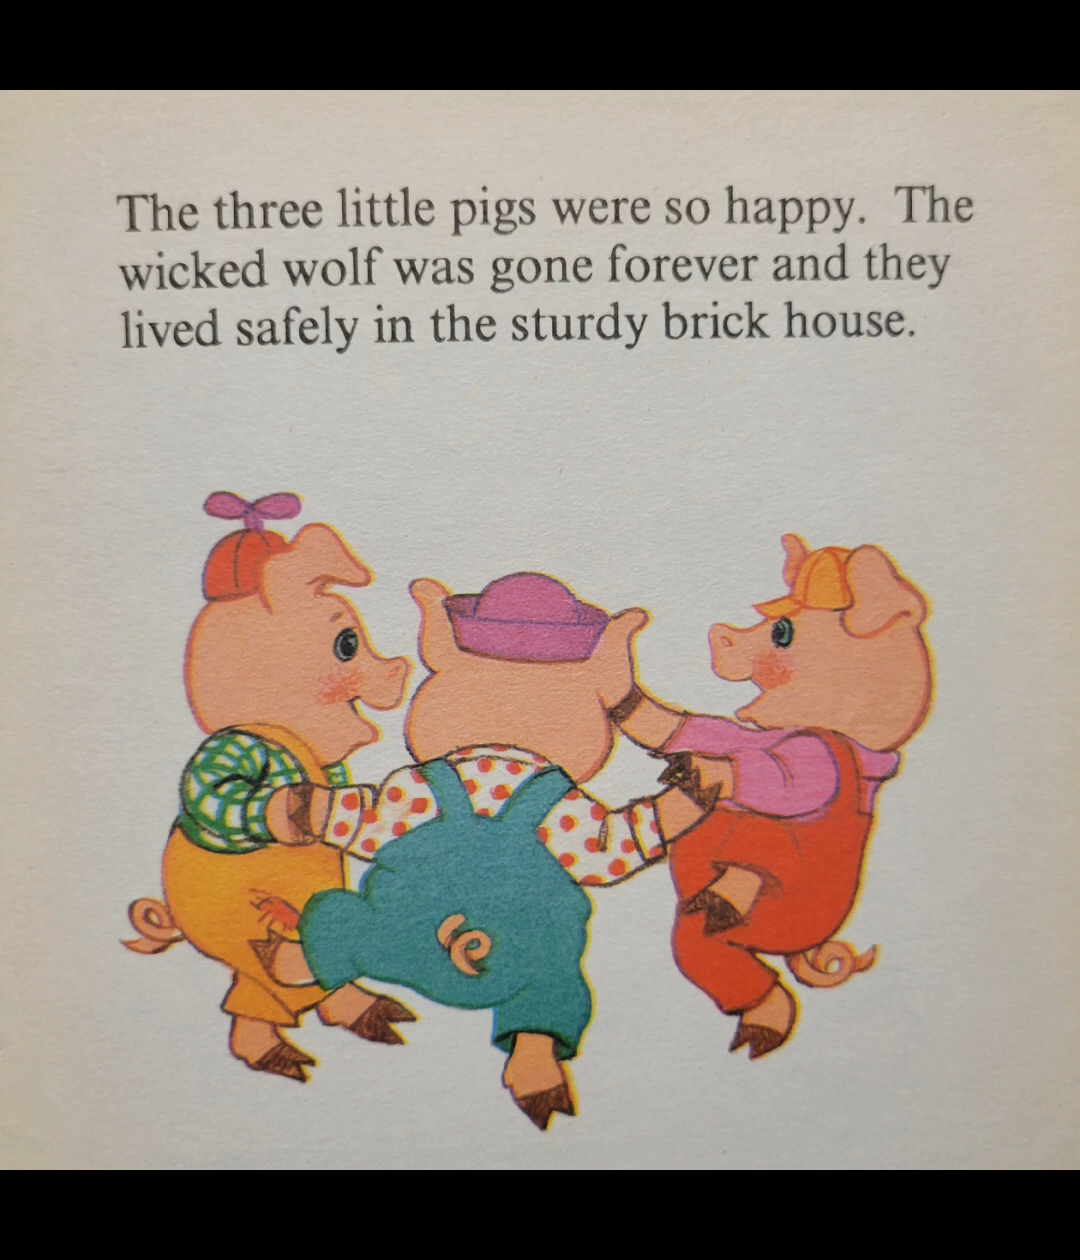 The three little pigs were so happy. The
wicked wolf was gone forever and they
lived safely in the sturdy brick house.